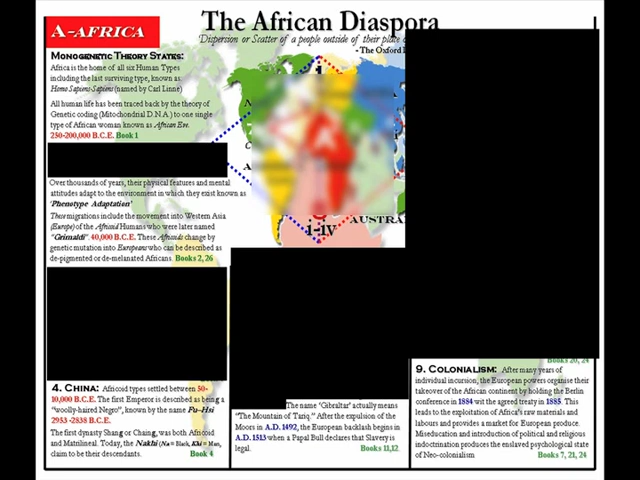 The African Diaspora
'Dispersion or Scatter of a people outside of their place
- The Oxford
A-AFRICA
MONOGENETIC THEORY STATES:
Africa is the home of all six Human Types
including the last surviving type, known as
Homo Sapiens-Sapiens (named by Carl Linne)
All human life has been traced back by the theory of
Genetic coding (Mitochondrial D.N.A.) to one single
type of African woman known as African Eve.
250-200,000 B.C.E. Book 1
Over thousands of years, their physical features and mental
attitudes adapt to the environment in which they exist known as
'Phenotype Adaptation'
These migrations include the movement into Western Asia
(Europe) of the Africoid Humans who were later named
"Grimaldi" 40,000 B.C.E. These Africoids change by
genetic mutation into Europeans who can be described as
de-pigmented or de-melanated Africans. Books 2, 26
A
AUSTRA
i-iv
4. CHINA: Africoid types settled between 50-
10,000 B.C.E. The first Emperor is described as being a
"woolly-haired Negro", known by the name Fu-Hsi
2953 -2838 B.C.E.
The first dynasty Shang or Chaing, was both Africoid
and Matrilineal. Today, the Nakhi (Na = Black, Khi = Man,
claim to be their descendants. Book 4
The name 'Gibraltar' actually means
"The Mountain of Tariq." After the expulsion of the
Moors in A.D. 1492, the European backlash begins in
A.D. 1513 when a Papal Bull declares that Slavery is
legal. Books 11,12
Books 20, 24
9. COLONIALISM: After many years of
individual incursion, the European powers organise their
takeover of the African continent by holding the Berlin
conference in 1884 wit the agreed treaty in 1885. This
leads to the exploitation of Africa's raw materials and
labours and provides a market for European produce.
Miseducation and introduction of political and religious
indoctrination produces the enslaved psychological state
of Neo-colonialism Books 7, 21, 24